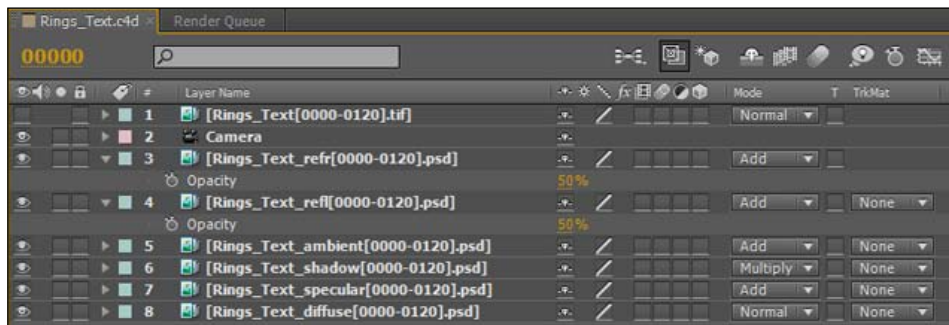 Rings_Text.c4d × Render Queue
00000
# Layer Name fx Mode T TrkMat
1 [Rings_Text[0000-0120].tif] Normal
2 Camera
3 [Rings_Text_refr[0000-0120].psd] Add
Opacity 50%
4 [Rings_Text_refl[0000-0120].psd] Add None
Opacity 50%
5 [Rings_Text_ambient[0000-0120].psd] Add None
6 [Rings_Text_shadow[0000-0120].psd] Multiply None
7 [Rings_Text_specular[0000-0120].psd] Add None
8 [Rings_Text_diffuse[0000-0120].psd] Normal None